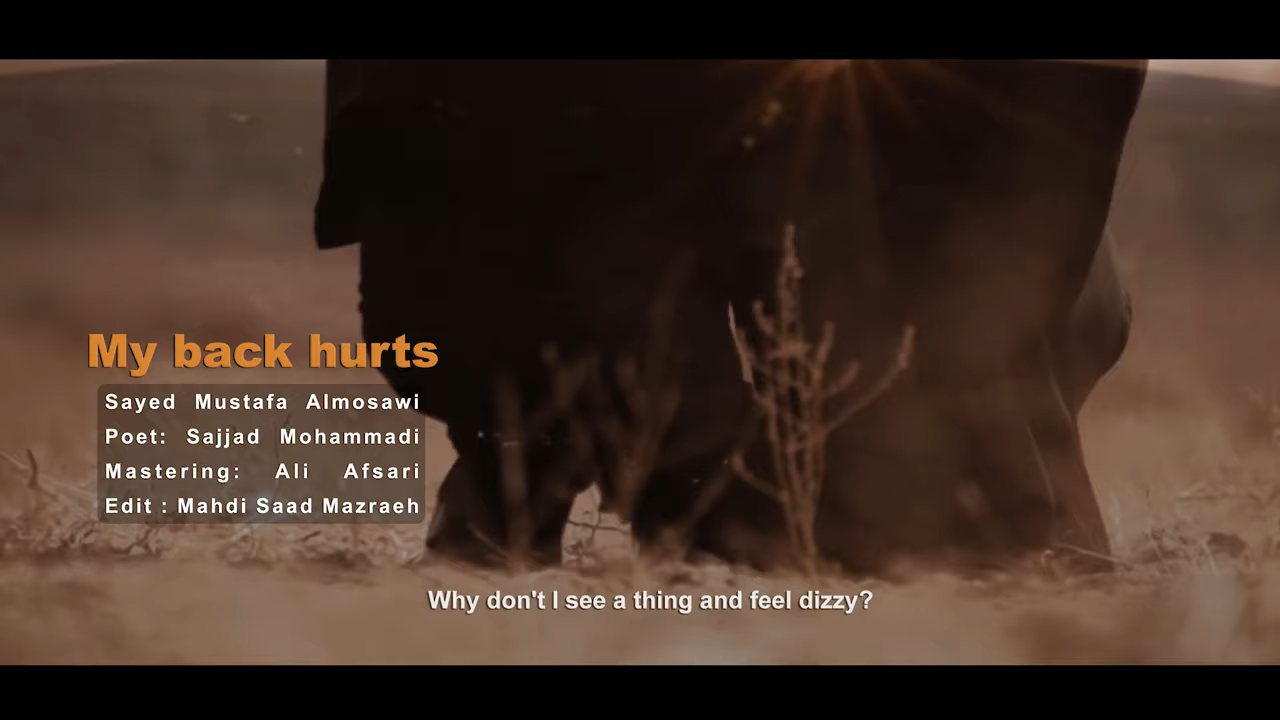 My back hurts
Sayed Mustafa Almosawi
Poet: Sajjad Mohammadi
Mastering: Ali Afsari
Edit : Mahdi Saad Mazraeh
Why don't I see a thing and feel dizzy?